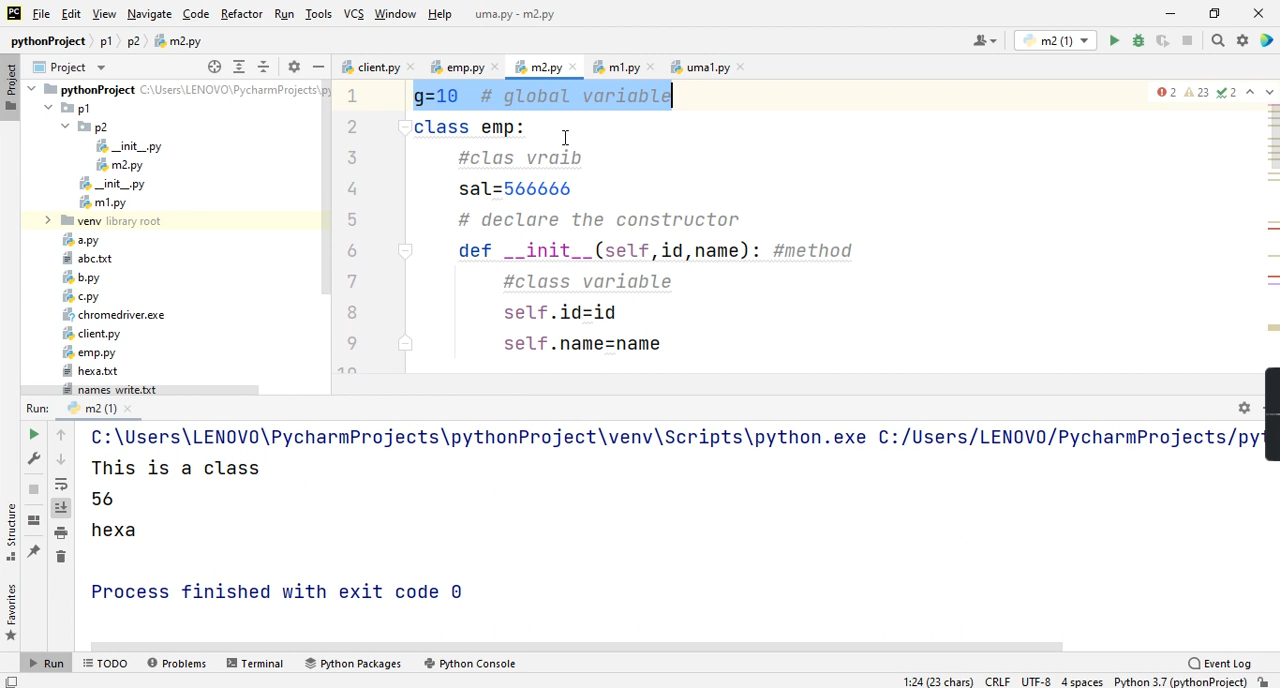 PC File Edit View Navigate Code Refactor Run Tools VCS Window Help uma.py - m2.py
pythonProject p1 p2 m2.py m2 (1)
Project client.py emp.py m2.py m1.py uma1.py
Project
pythonProject C:\Users\LENOVO\PycharmProjects\py
p1
p2
__init__.py
m2.py
__init__.py
m1.py
venv library root
a.py
abc.txt
b.py
c.py
chromedriver.exe
client.py
emp.py
hexa.txt
names_write.txt
2 23 2
1 g=10 # global variable
2 class emp:
3 #clas vraib
4 sal=566666
5 # declare the constructor
6 def __init__(self,id,name): #method
7 #class variable
8 self.id=id
9 self.name=name
10
Run: m2 (1)
C:\Users\LENOVO\PycharmProjects\pythonProject\venv\Scripts\python.exe C:/Users/LENOVO/PycharmProjects/pyt
This is a class
56
hexa
Process finished with exit code 0
Structure
Favorites
Run TODO Problems Terminal Python Packages Python Console Event Log
1:24 (23 chars) CRLF UTF-8 4 spaces Python 3.7 (pythonProject)